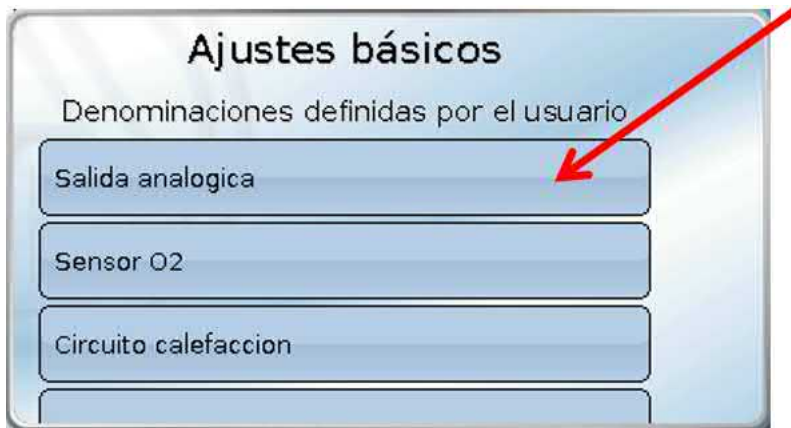 Ajustes básicos
Denominaciones definidas por el usuario
Salida analogica
Sensor O2
Circuito calefaccion